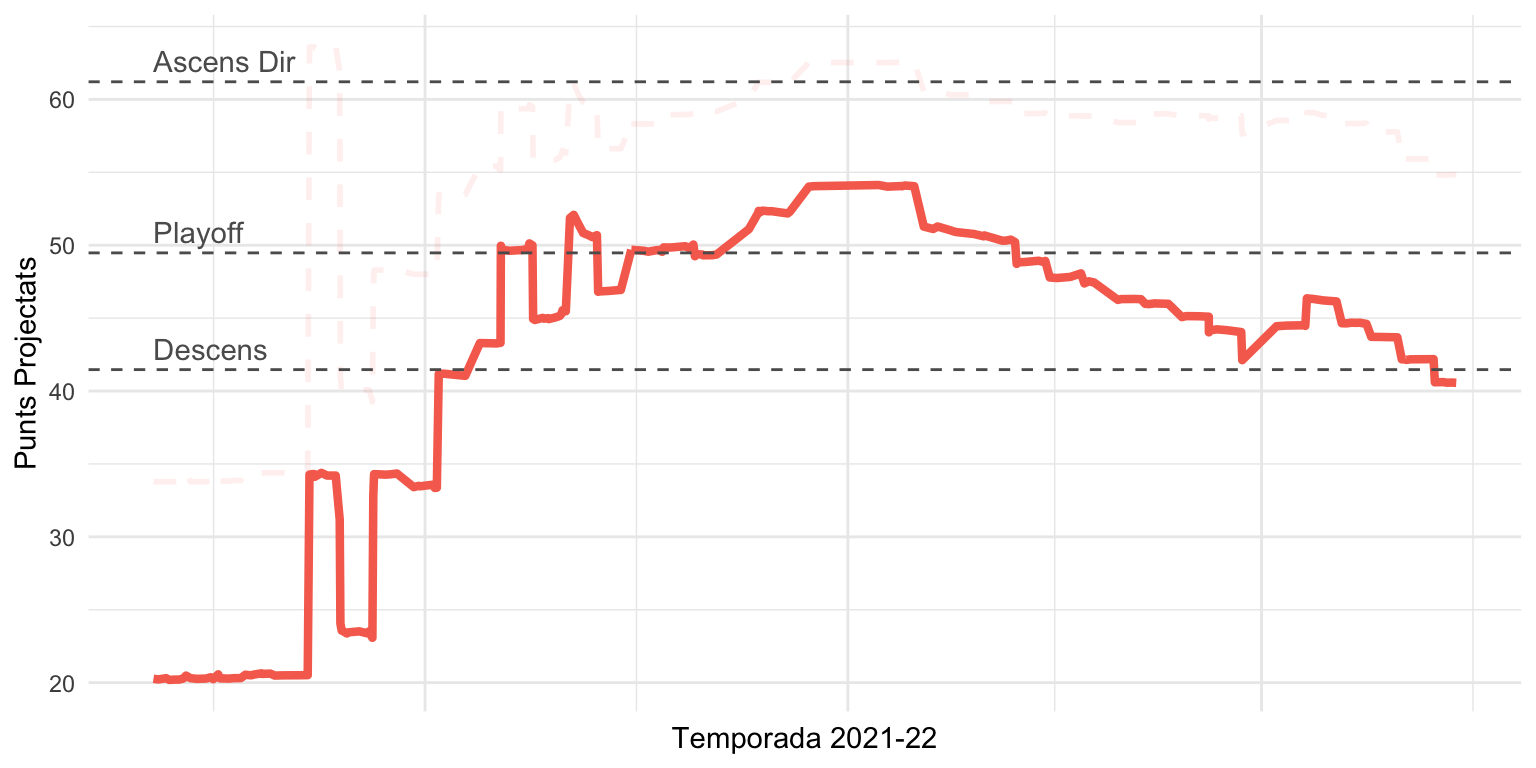 Ascens Dir
60
Playoff
50
Descens
40
30
20
Punts Projectats
Temporada 2021-22